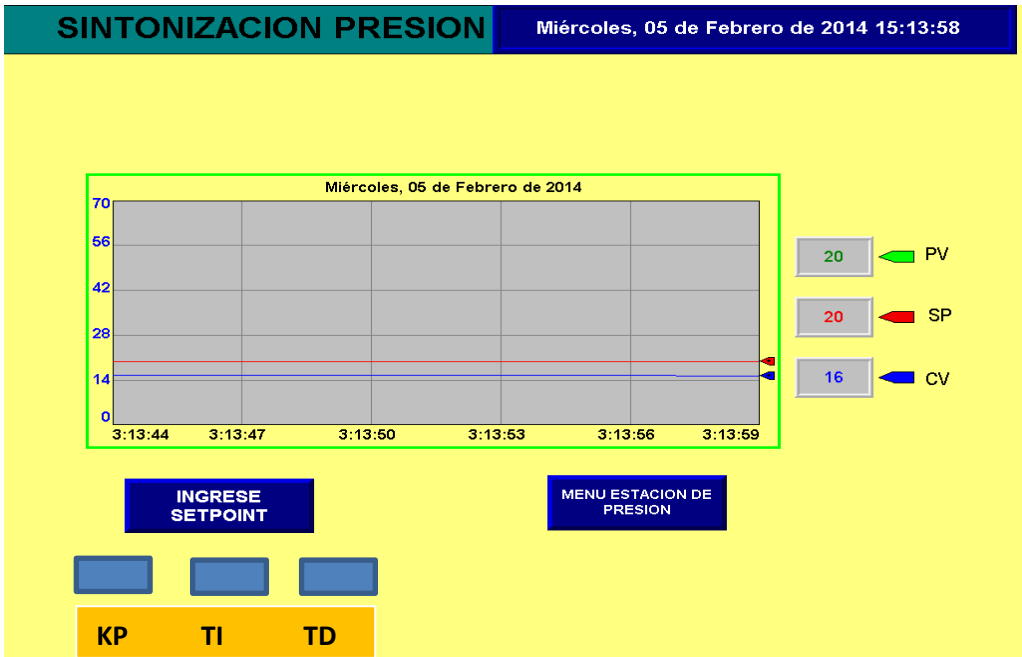 SINTONIZACION PRESION
Miércoles, 05 de Febrero de 2014 15:13:58
Miércoles, 05 de Febrero de 2014
70
56
42
28
14
0
3:13:44 3:13:47 3:13:50 3:13:53 3:13:56 3:13:59
20 PV
20 SP
16 CV
INGRESE
SETPOINT
MENU ESTACION DE
PRESION
KP TI TD